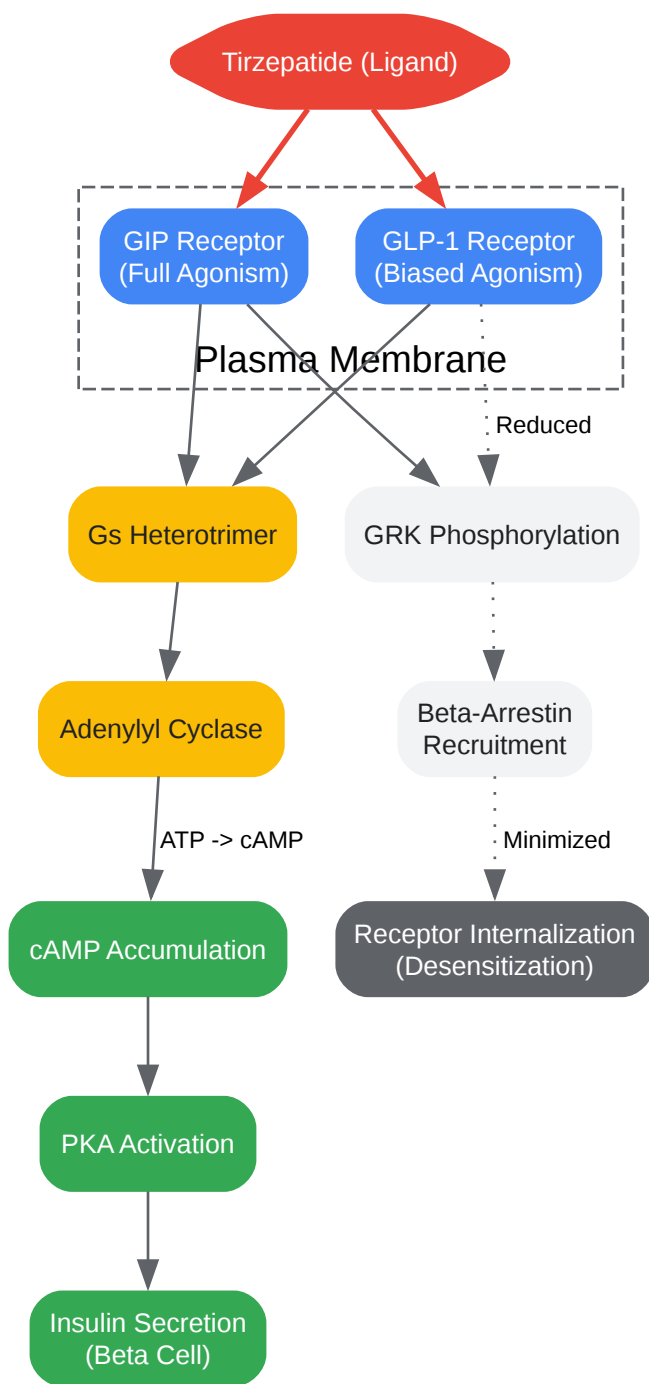 Tirzepatide (Ligand)
GIP Receptor
(Full Agonism)
GLP-1 Receptor
(Biased Agonism)
Plasma Membrane
Reduced
Gs Heterotrimer
GRK Phosphorylation
Adenylyl Cyclase
Beta-Arrestin
Recruitment
ATP -> cAMP
Minimized
cAMP Accumulation
Receptor Internalization
(Desensitization)
PKA Activation
Insulin Secretion
(Beta Cell)